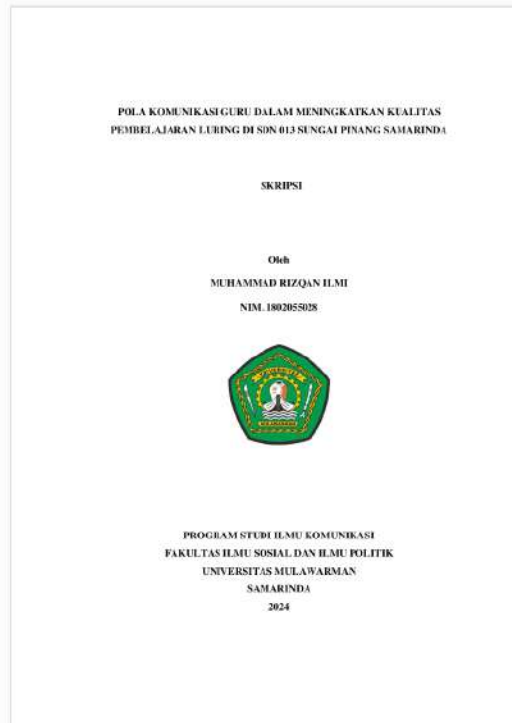 POLA KOMUNIKASI GURU DALAM MENINGKATKAN KUALITAS
PEMBELAJARAN LURING DI SDN 013 SUNGAI PINANG SAMARINDA
SKRIPSI
Oleh
MUHAMMAD RIZQAN ILMI
NIM. 1802055028
PROGRAM STUDI ILMU KOMUNIKASI
FAKULTAS ILMU SOSIAL DAN ILMU POLITIK
UNIVERSITAS MULAWARMAN
SAMARINDA
2024